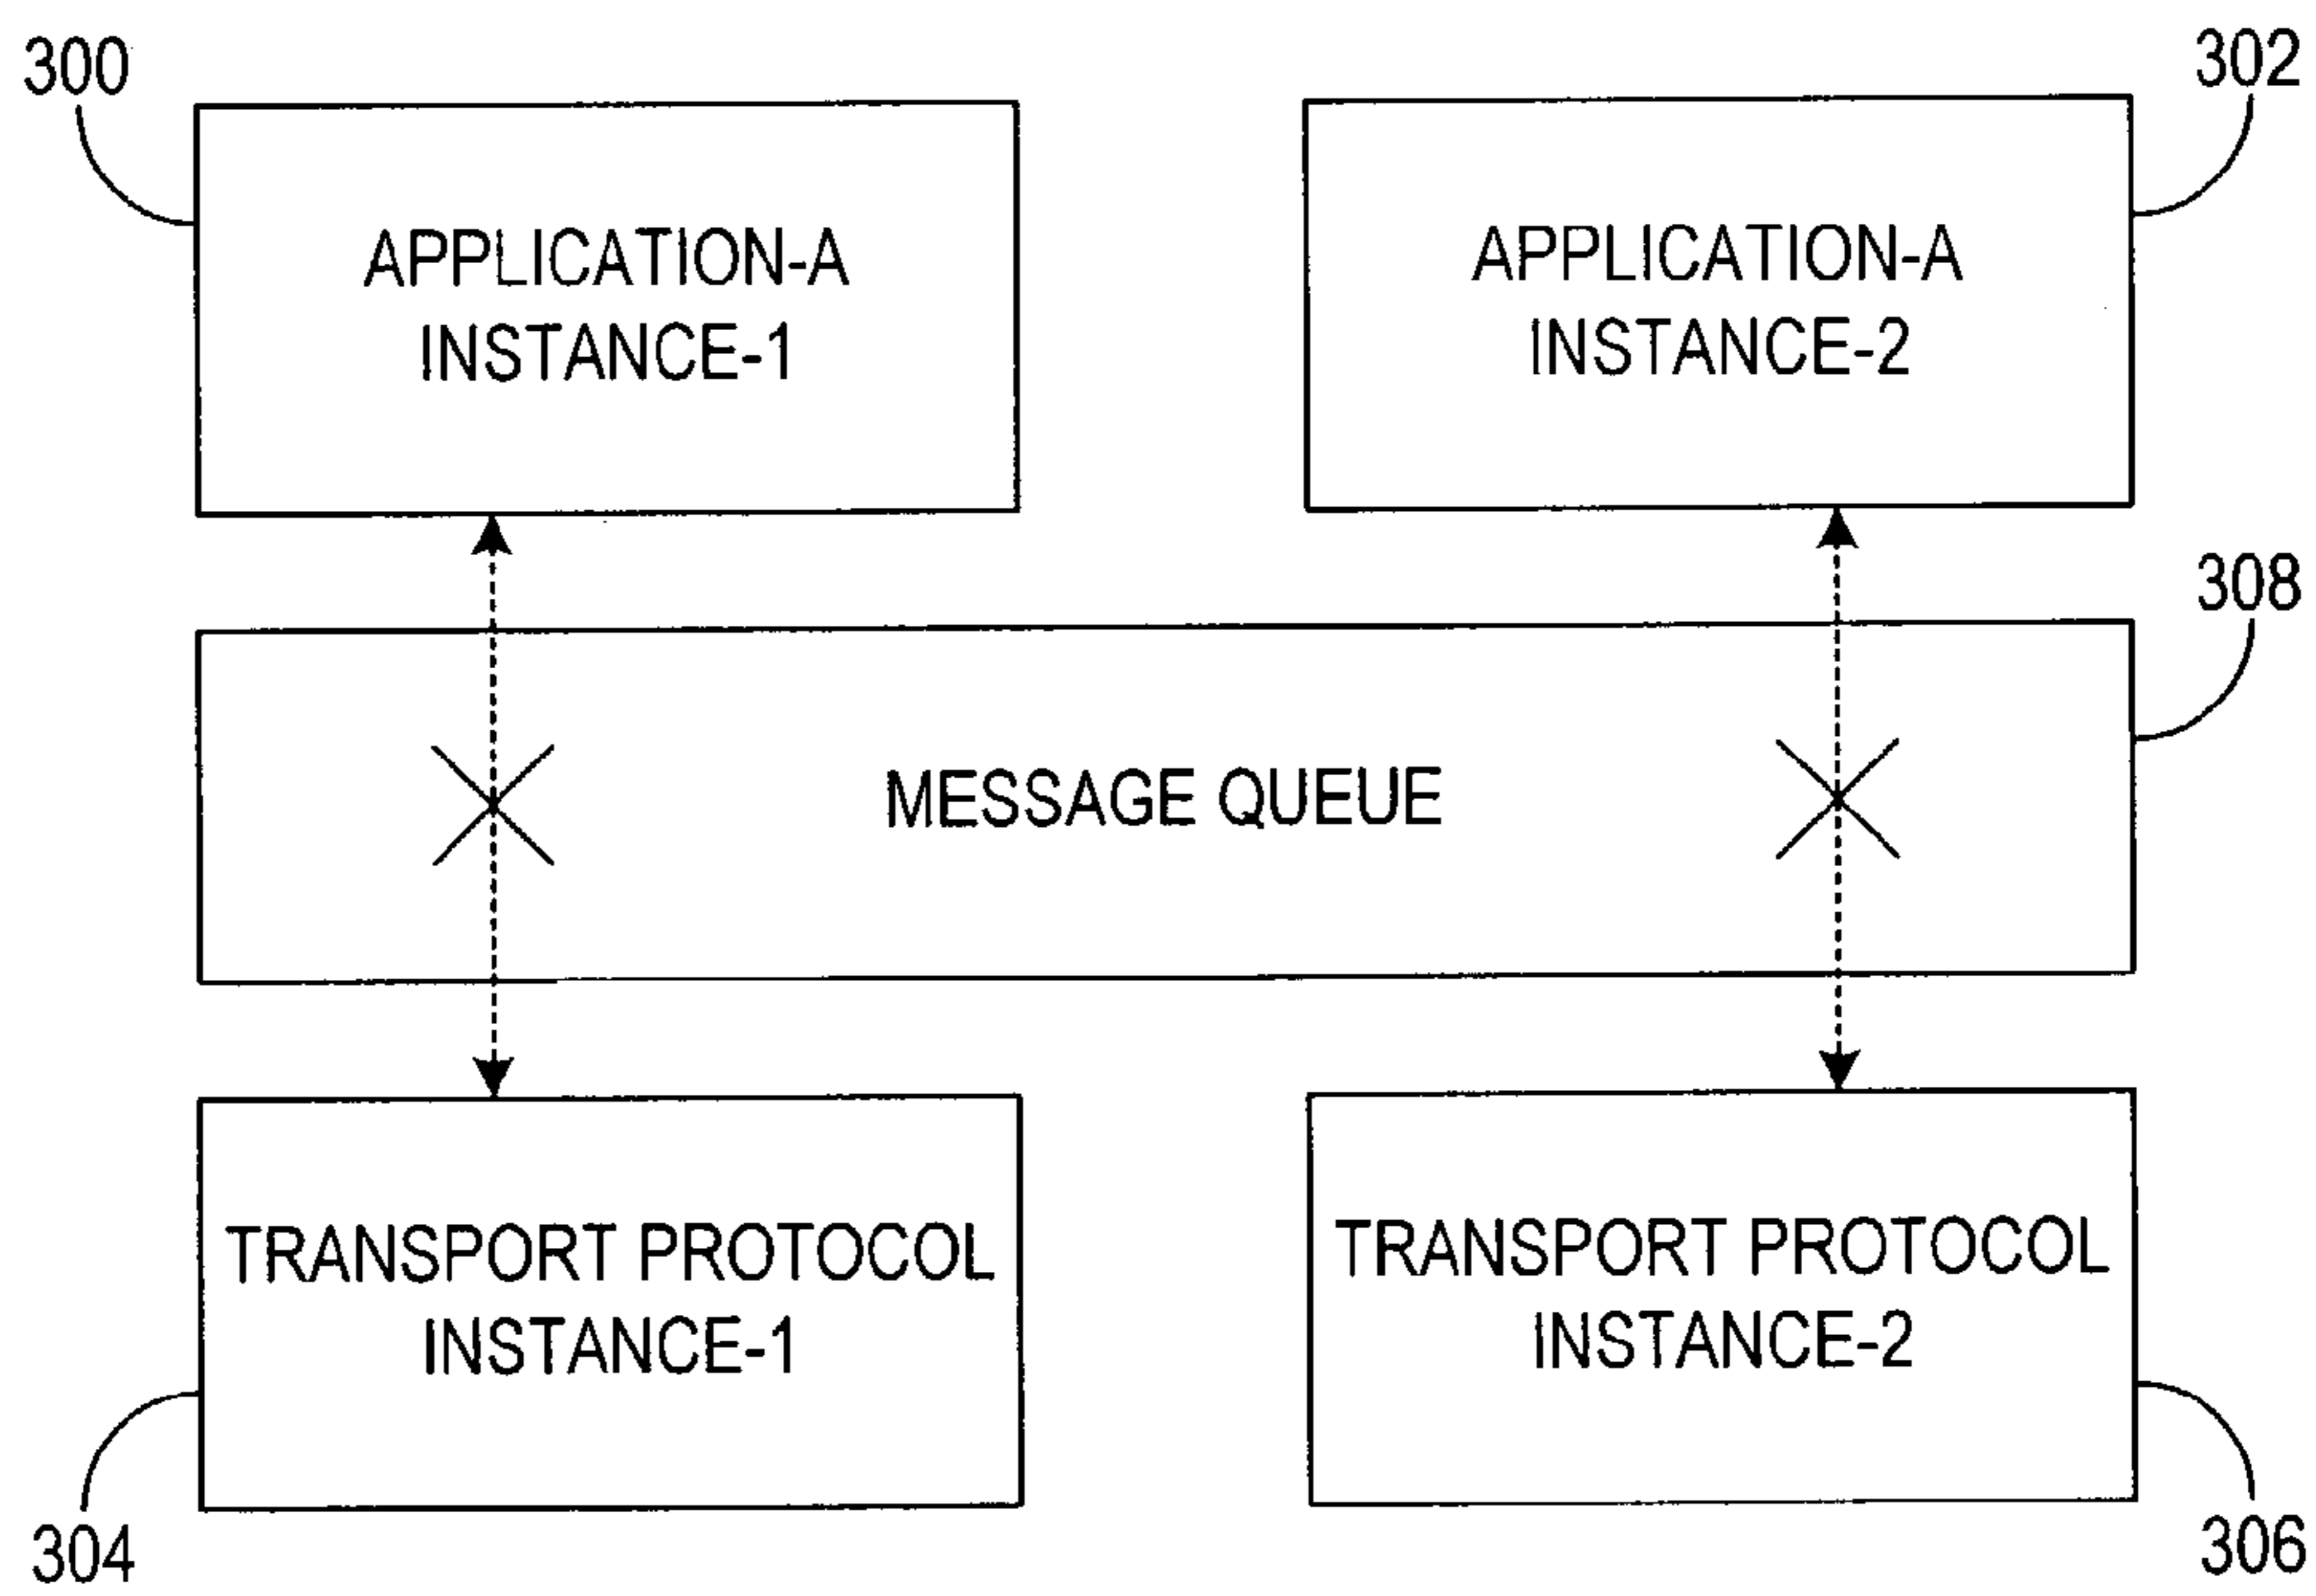 300
302
APPLICATION-A
INSTANCE-1
APPLICATION-A
INSTANCE-2
308
MESSAGE QUEUE
TRANSPORT PROTOCOL
INSTANCE-1
TRANSPORT PROTOCOL
INSTANCE-2
304
306